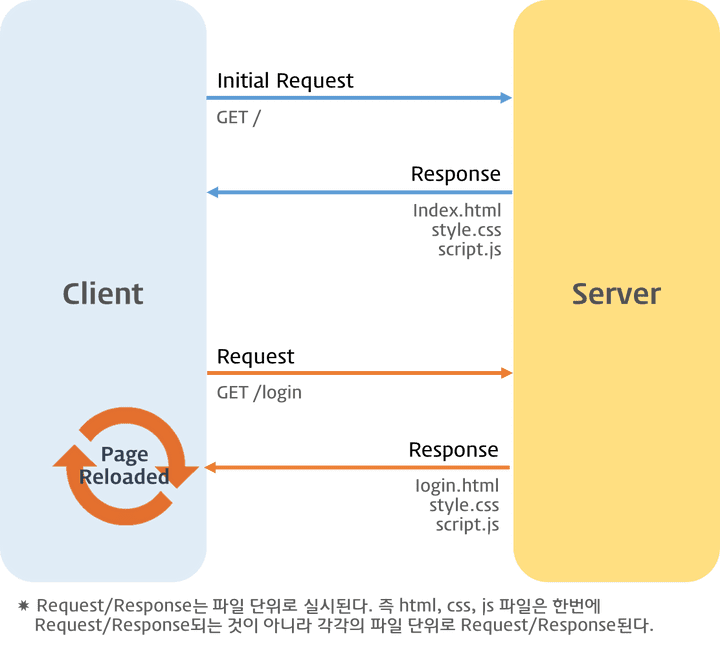 Initial Request
GET /
Response
Index.html
style.css
script.js
Client
Server
Request
GET /login
Page
Reloaded
Response
login.html
style.css
script.js
✷ Request/Response는 파일 단위로 실시된다. 즉 html, css, js 파일은 한번에
Request/Response되는 것이 아니라 각각의 파일 단위로 Request/Response된다.